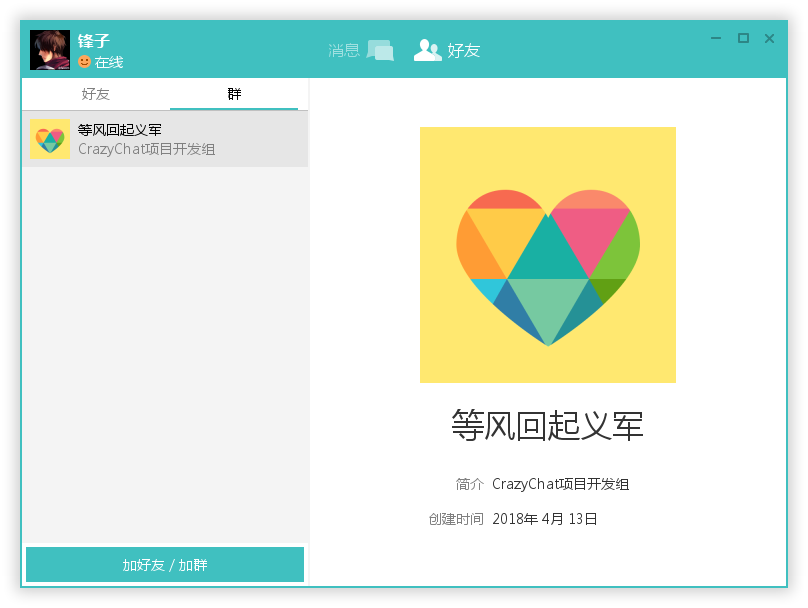 锋子
在线
消息
好友
好友
群
等风回起义军
CrazyChat项目开发组
等风回起义军
简介 CrazyChat项目开发组
创建时间 2018年 4月 13日
加好友 / 加群